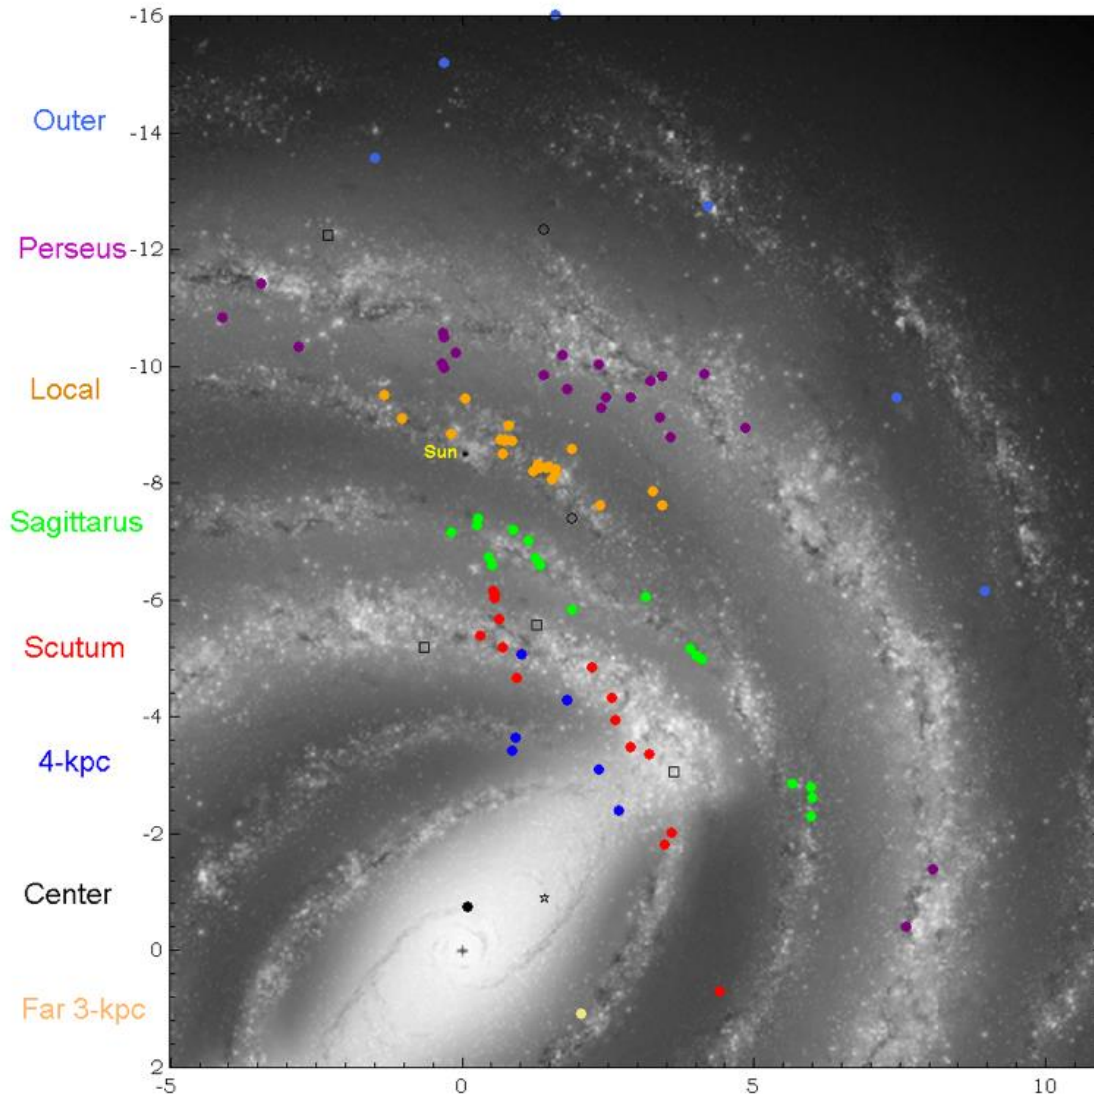 -16
Outer
-14
Perseus
-12
-10
Local
Sun
-8
Sagittarus
-6
Scutum
-4
4-kpc
-2
Center
0
Far 3-kpc
2
-5 0 5 10